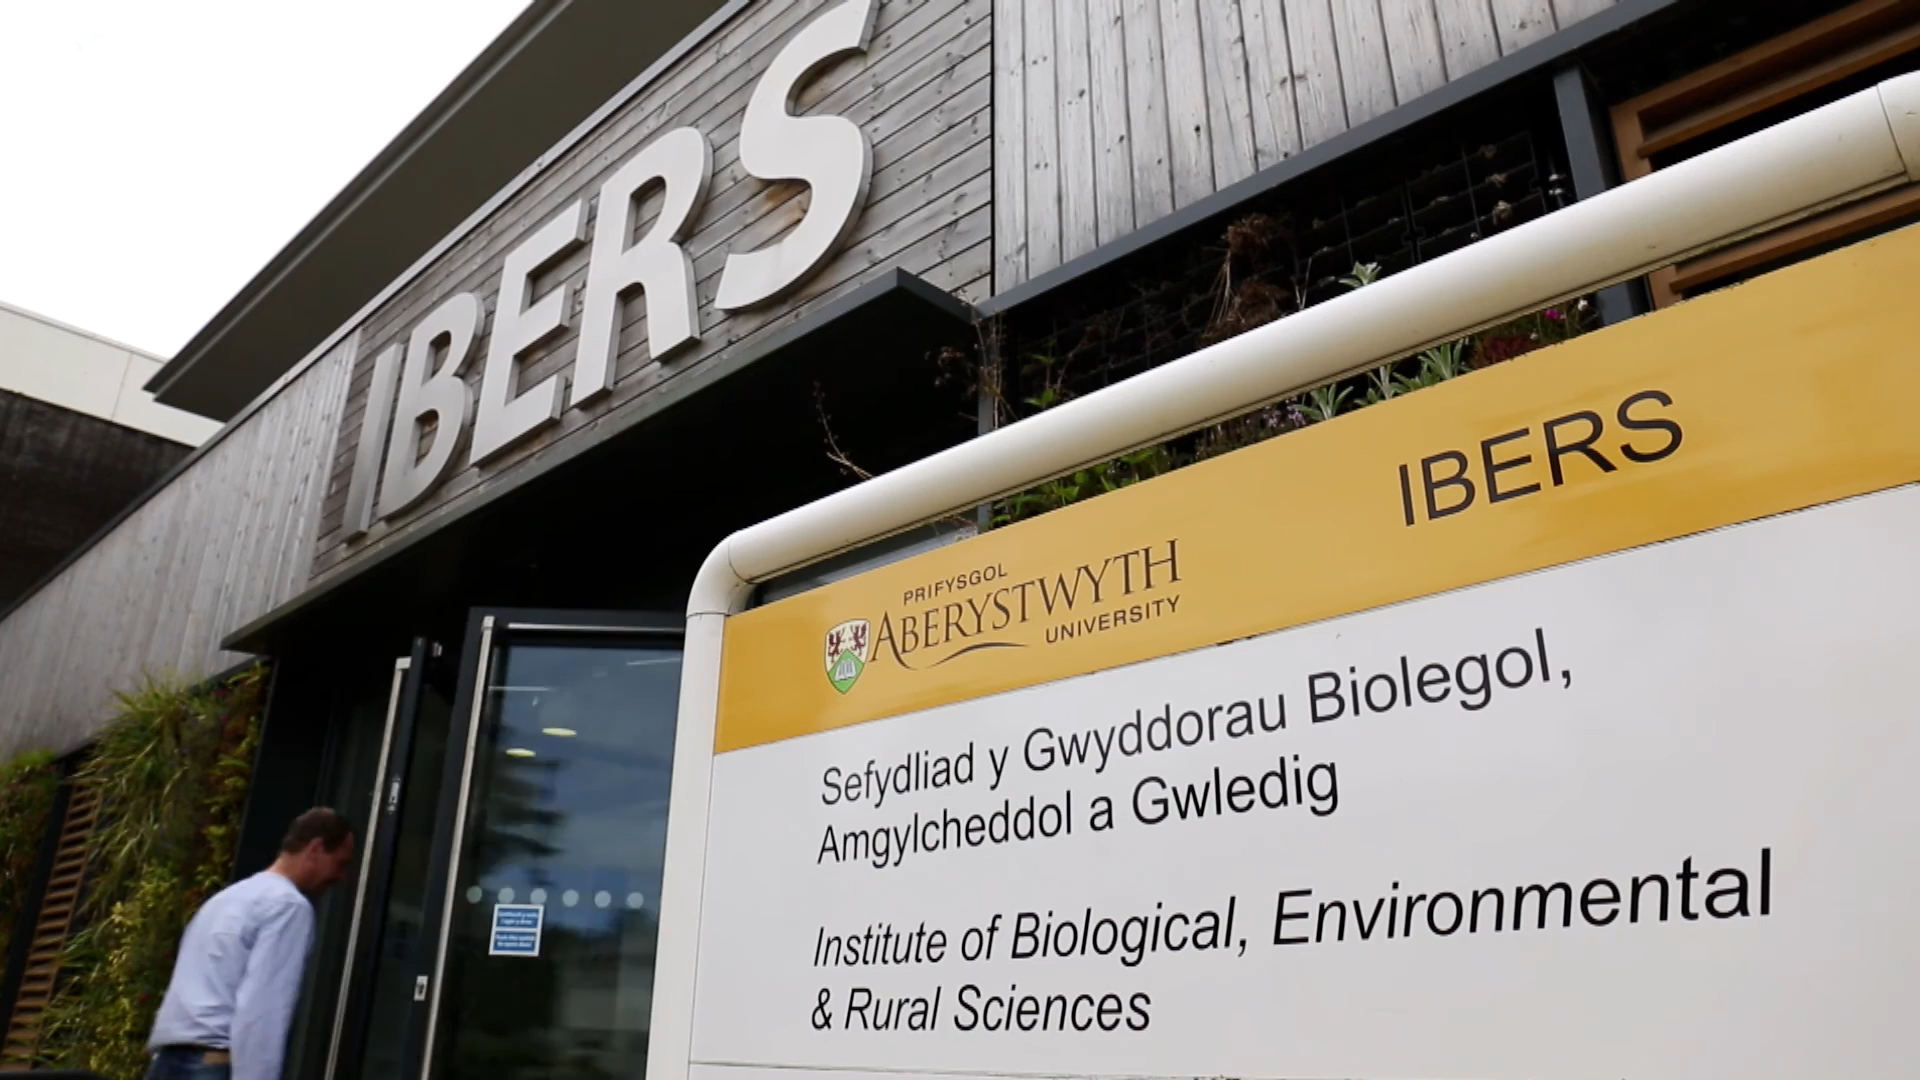 IBERS
IBERS
PRIFYSGOL
ABERYSTWYTH
UNIVERSITY
Sefydliad y Gwyddorau Biolegol,
Amgylcheddol a Gwledig
Institute of Biological, Environmental
& Rural Sciences